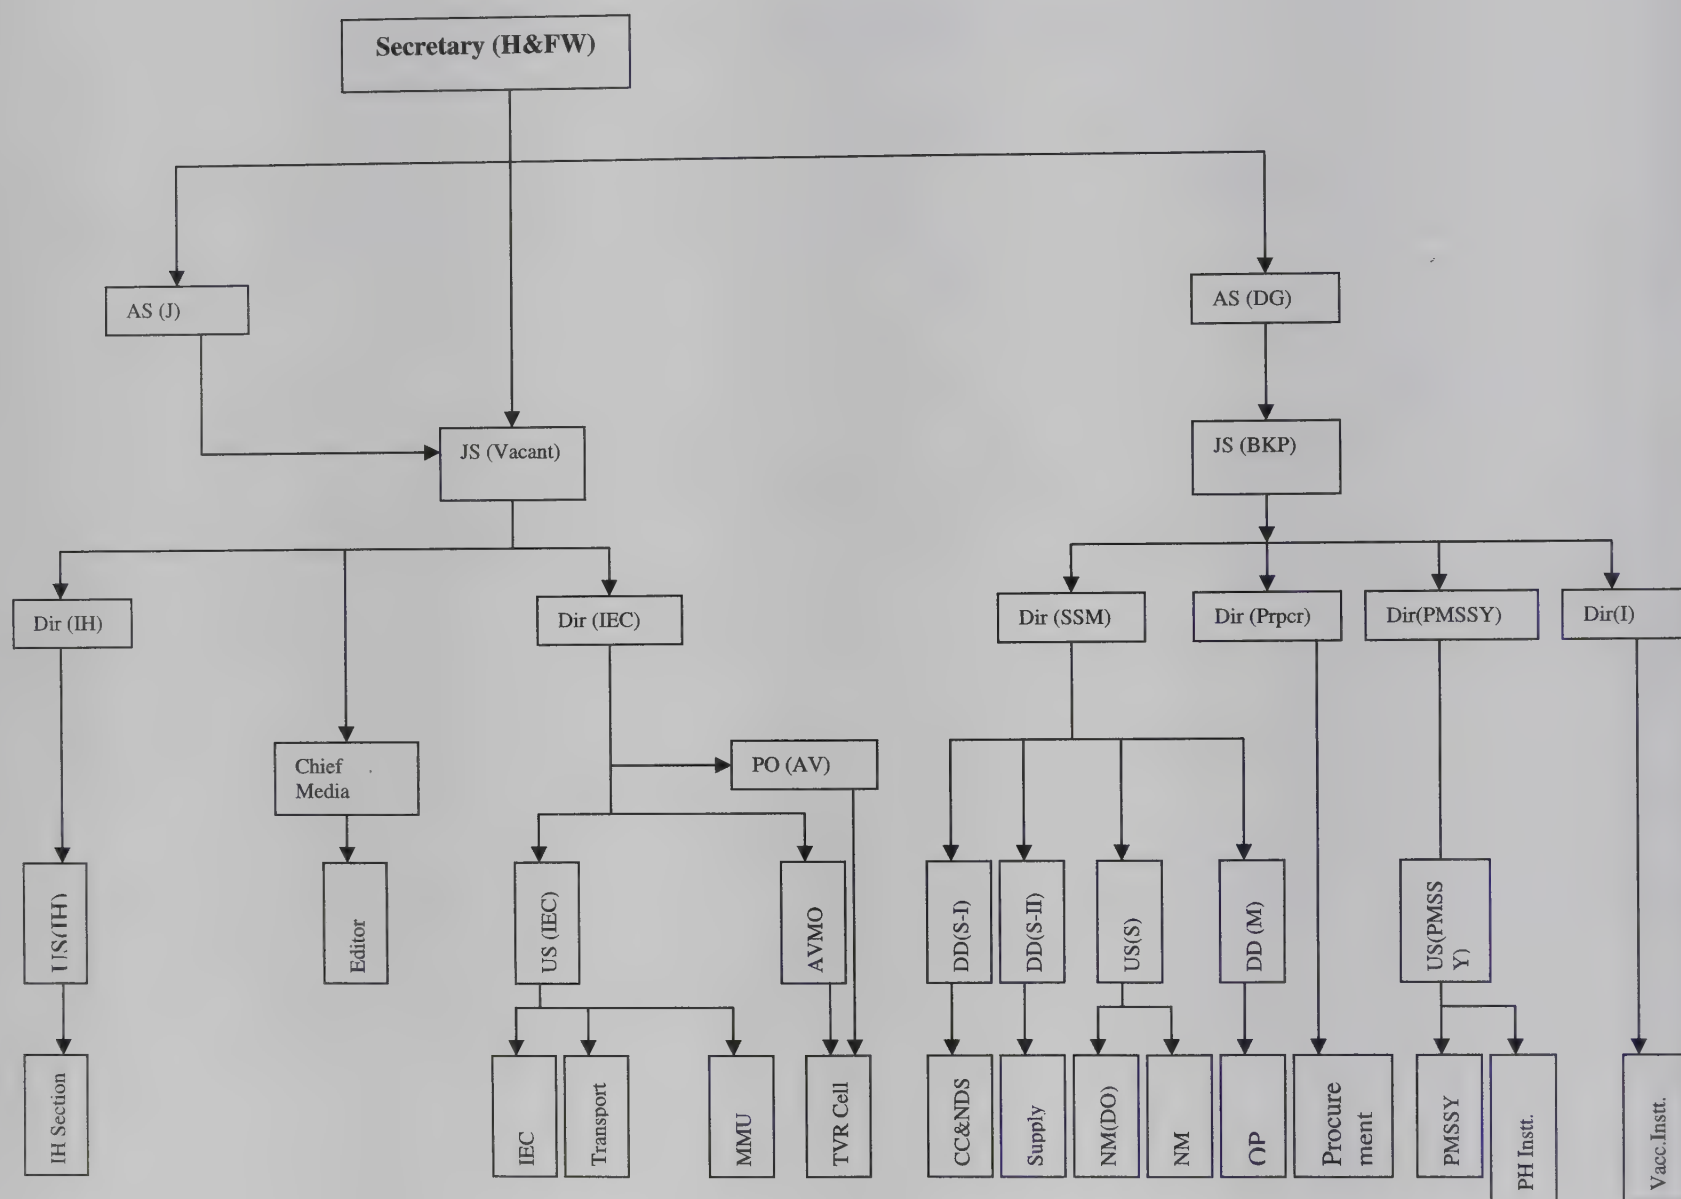 Secretary (H&FW)
AS (J)
AS (DG)
JS (Vacant)
JS (BKP)
Dir (IH)
Dir (IEC)
Dir (SSM)
Dir (Prpcr)
Dir(PMSSY)
Dir(I)
Chief
Media
PO (AV)
US(IH)
Editor
US (IEC)
AVMO
DD(S-I)
DD(S-II)
US(S)
DD (M)
US(PMSS
Y)
IH Section
IEC
Transport
MMU
TVR Cell
CC&NDS
Supply
NM(DO)
NM
OP
Procure
ment
PMSSY
PH Instt.
Vacc.Instt.